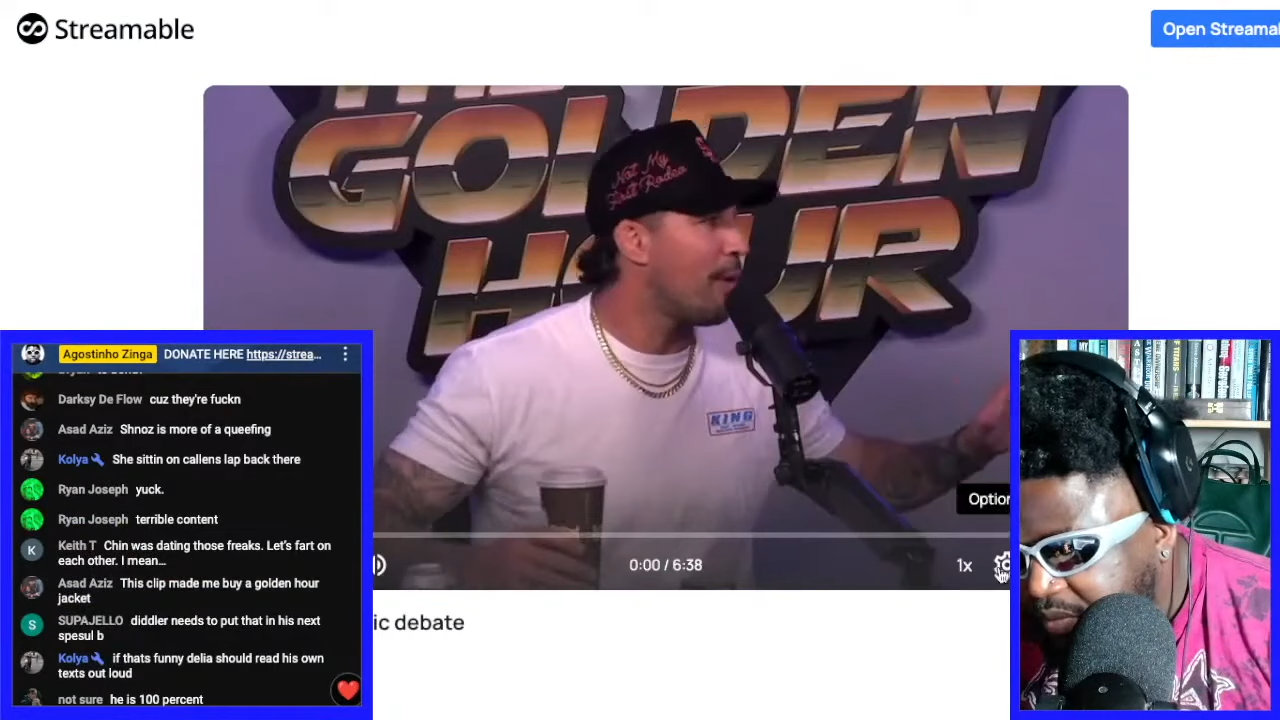 Streamable
Open Streamal
THE
GOLDEN
HOUR
Not My
First Rodeo
KING
Option
0:00 / 6:38
1x
ic debate
Agostinho Zinga DONATE HERE https://strea...
Darksy De Flow cuz they're fuckn
Asad Aziz Shnoz is more of a queefing
Kolya She sittin on callens lap back there
Ryan Joseph yuck.
Ryan Joseph terrible content
K Keith T Chin was dating those freaks. Let's fart on
each other. I mean...
Asad Aziz This clip made me buy a golden hour
jacket
S SUPAJELLO diddler needs to put that in his next
spesul b
Kolya if thats funny delia should read his own
texts out loud
not sure he is 100 percent